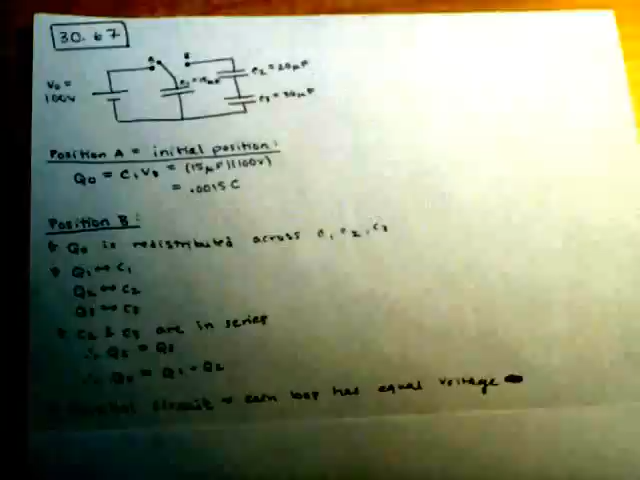 30.67
A B
V₀ = 100V
C₁ = 15μF
C₂ = 20μF
C₃ = 30μF
Position A = initial position:
Q₀ = C₁V₀ = (15μF)(100V)
= .0015 C
Position B:
Q₀ is redistributed across C₁, C₂, C₃
Q₁ ⇔ C₁
Q₂ ⇔ C₂
Q₃ ⇔ C₃
C₂ & C₃ are in series
∴ Q₂ = Q₃
∴ Q₀ = Q₁ + Q₂
circuit each loop has equal voltage